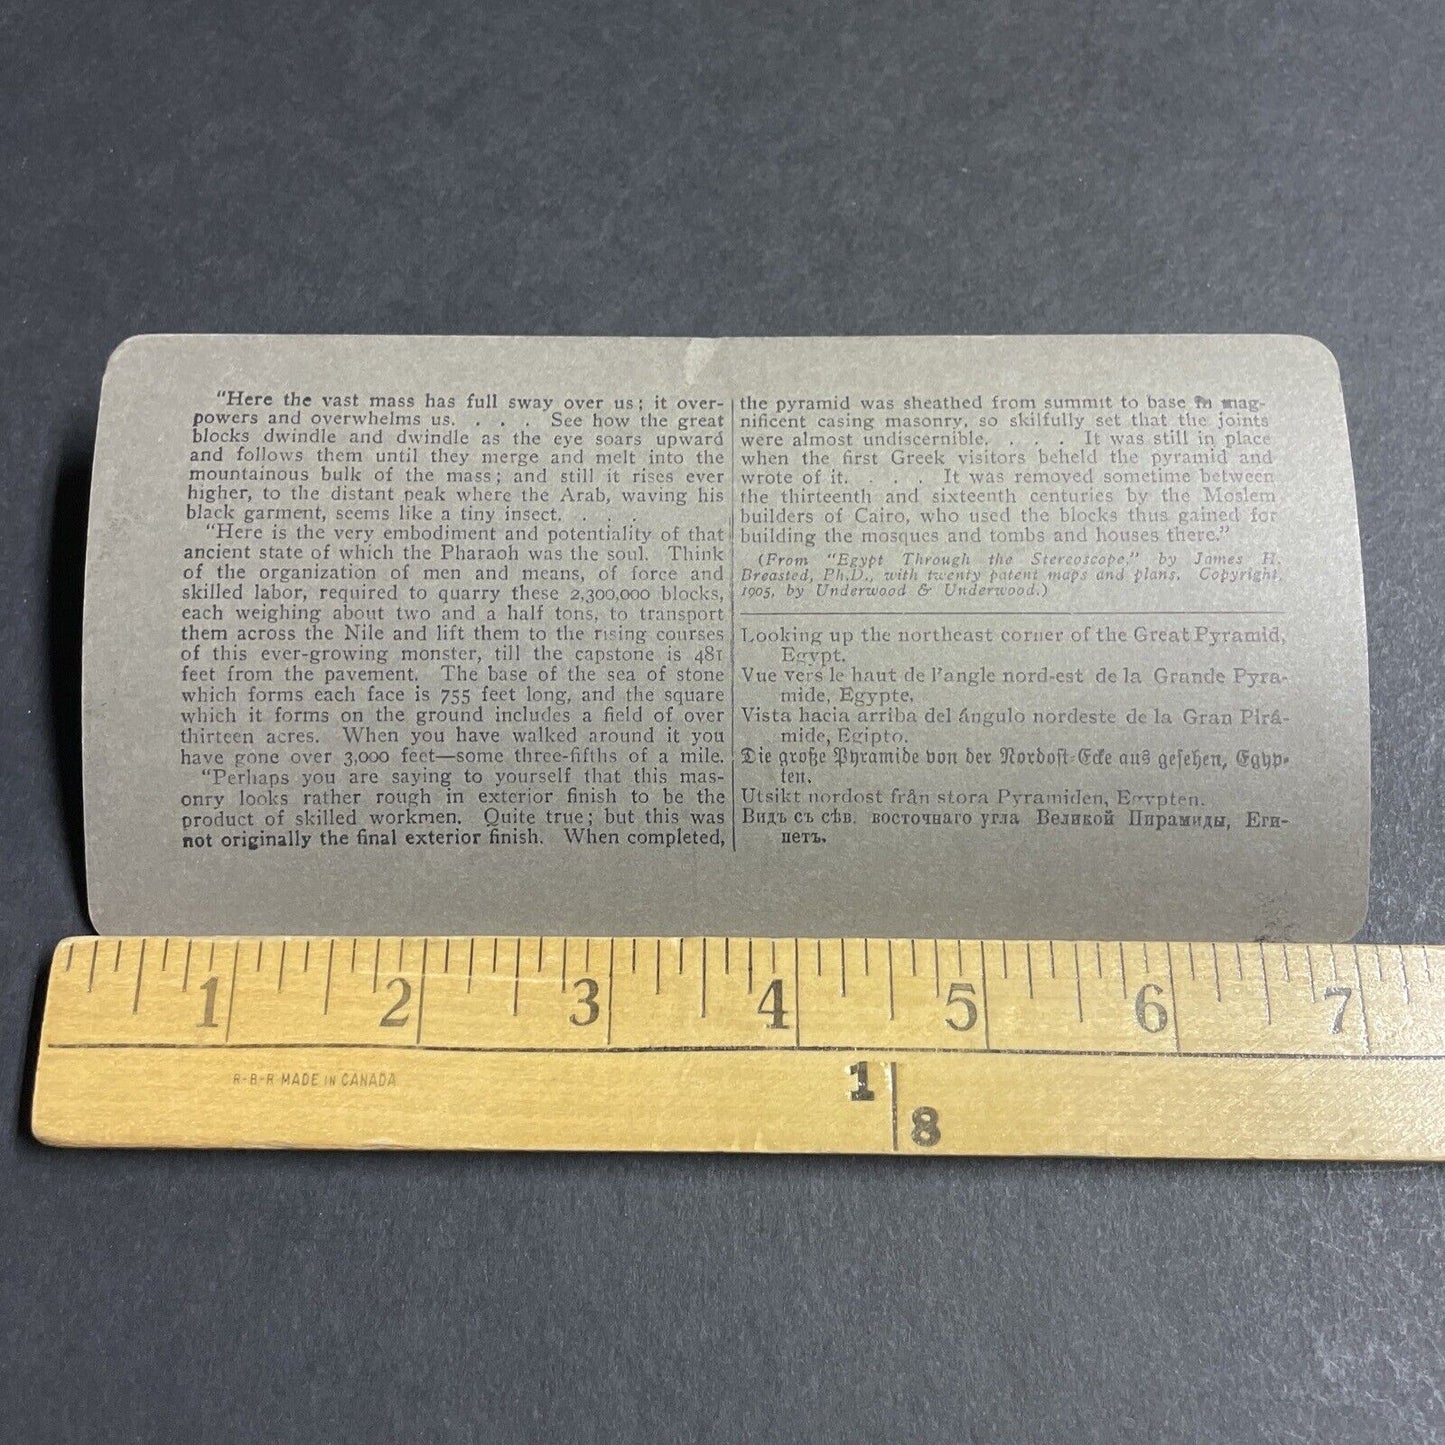 "Here the vast mass has full sway over us; it over-
powers and overwhelms us. . . . See how the great
blocks dwindle and dwindle as the eye soars upward
and follows them until they merge and melt into the
mountainous bulk of the mass; and still it rises ever
higher, to the distant peak where the Arab, waving his
black garment, seems like a tiny insect. . . .
"Here is the very embodiment and potentiality of that
ancient state of which the Pharaoh was the soul. Think
of the organization of men and means, of force and
skilled labor, required to quarry these 2,300,000 blocks,
each weighing about two and a half tons, to transport
them across the Nile and lift them to the rising courses
of this ever-growing monster, till the capstone is 481
feet from the pavement. The base of the sea of stone
which forms each face is 755 feet long, and the square
which it forms on the ground includes a field of over
thirteen acres. When you have walked around it you
have gone over 3,000 feet—some three-fifths of a mile.
"Perhaps you are saying to yourself that this mas-
onry looks rather rough in exterior finish to be the
product of skilled workmen. Quite true; but this was
not originally the final exterior finish. When completed,
the pyramid was sheathed from summit to base in mag-
nificent casing masonry, so skilfully set that the joints
were almost undiscernible. . . . It was still in place
when the first Greek visitors beheld the pyramid and
wrote of it. . . . It was removed sometime between
the thirteenth and sixteenth centuries by the Moslem
builders of Cairo, who used the blocks thus gained for
building the mosques and tombs and houses there."
(From "Egypt Through the Stereoscope," by James H.
Breasted, Ph.D., with twenty patent maps and plans. Copyright,
1905, by Underwood & Underwood.)
Looking up the northeast corner of the Great Pyramid,
Egypt.
Vue vers le haut de l'angle nord-est de la Grande Pyra-
mide, Egypte.
Vista hacia arriba del ángulo nordeste de la Gran Pirá-
mide, Egipto.
Die große Pyramide von der Nordost-Ecke aus gesehen, Egyp-
ten.
Utsikt nordost från stora Pyramiden, Egypten.
Видъ съ сѣв. восточнаго угла Великой Пирамиды, Еги-
петъ.
1 2 3 4 5 6 7
R-B-R MADE IN CANADA
1
8